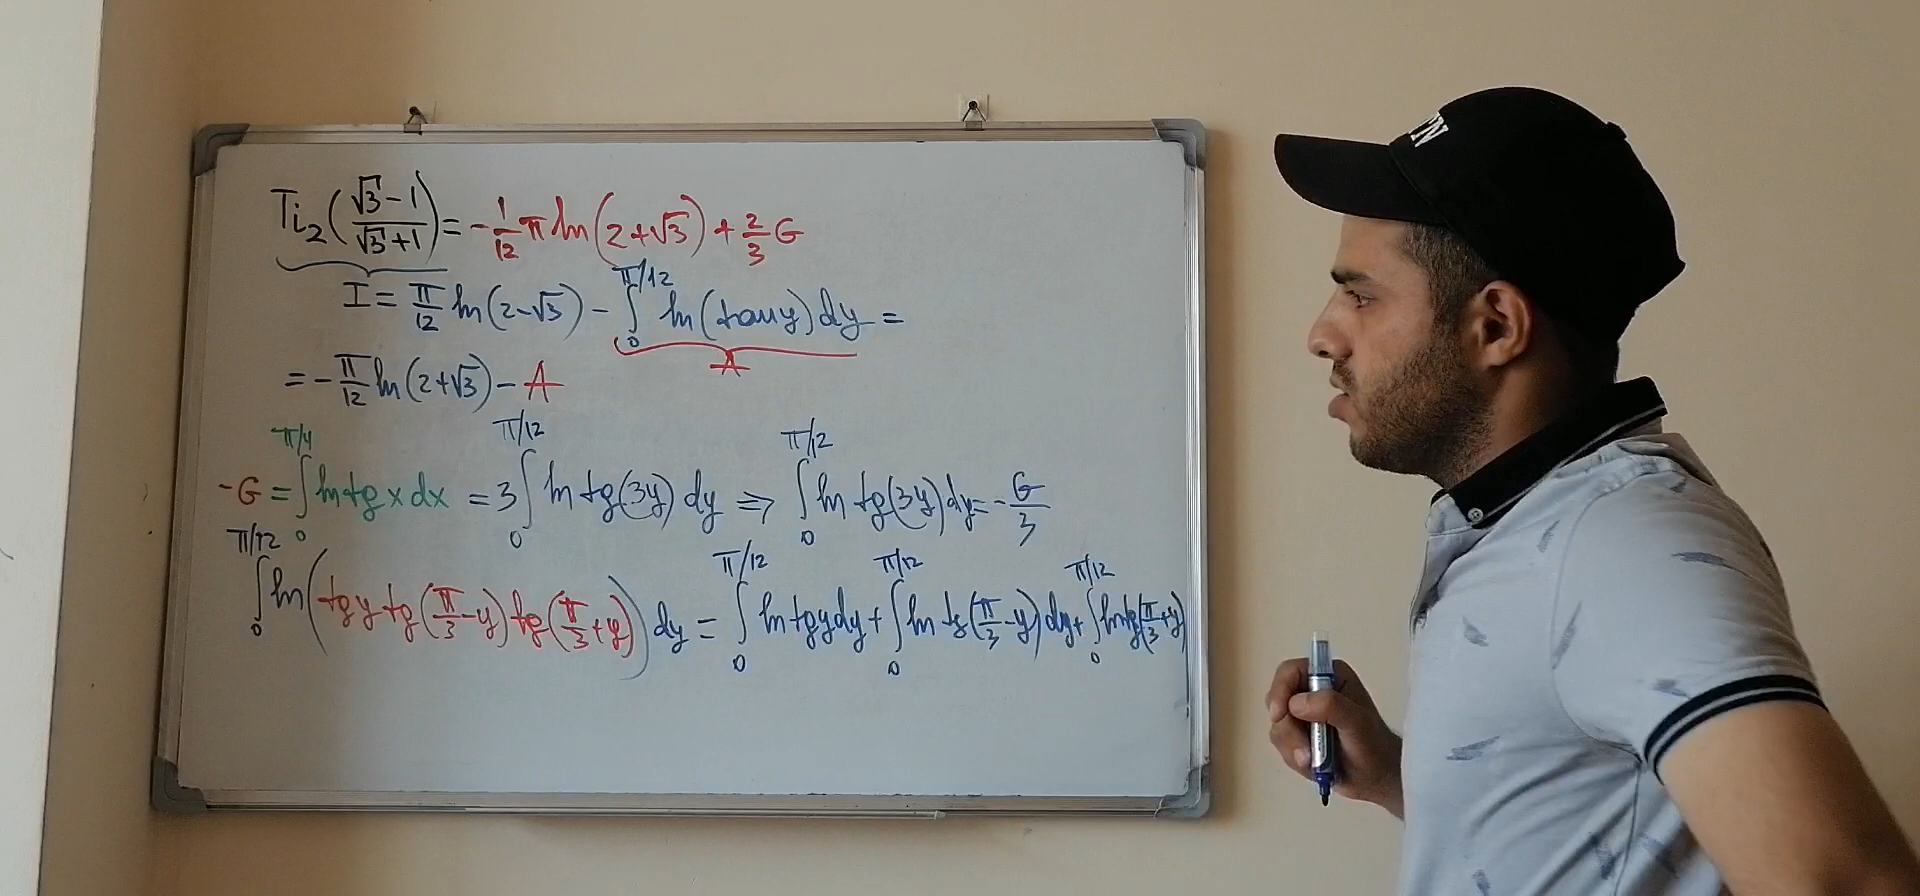 Ti₂(√3-1/√3+1) = -1/12 π ln(2+√3) + 2/3 G
I = π/12 ln(2-√3) - ∫₀^π/12 ln(tan y) dy =
A
= -π/12 ln(2+√3) - A
-G = ∫₀^π/4 ln tg x dx = 3 ∫₀^π/12 ln tg(3y) dy ⇒ ∫₀^π/12 ln tg(3y) dy = -G/3
∫₀^π/12 ln(tg y tg(π/3-y) tg(π/3+y)) dy = ∫₀^π/12 ln tg y dy + ∫₀^π/12 ln tg(π/3-y) dy + ∫₀^π/12 ln tg(π/3+y)